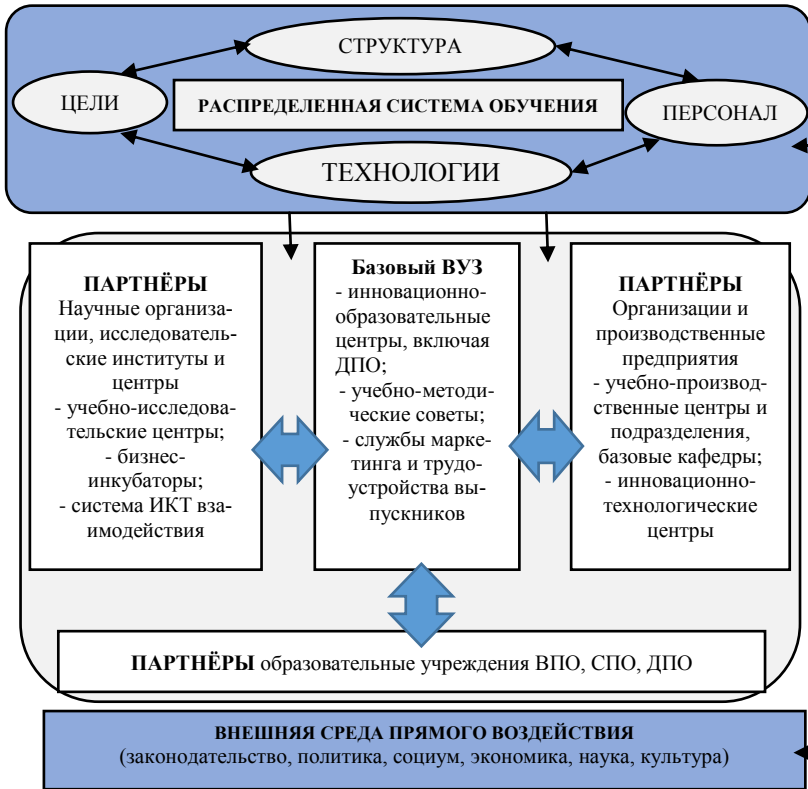 СТРУКТУРА
ЦЕЛИ
РАСПРЕДЕЛЕННАЯ СИСТЕМА ОБУЧЕНИЯ
ПЕРСОНАЛ
ТЕХНОЛОГИИ
ПАРТНЁРЫ
Научные организа-
ции, исследователь-
ские институты и
центры
- учебно-исследова-
тельские центры;
- бизнес-
инкубаторы;
- система ИКТ вза-
имодействия
Базовый ВУЗ
- инновационно-
образовательные
центры, включая
ДПО;
- учебно-методи-
ческие советы;
- службы марке-
тинга и трудо-
устройства вы-
пускников
ПАРТНЁРЫ
Организации и
производственные
предприятия
- учебно-производ-
ственные центры и
подразделения,
базовые кафедры;
- инновационно-
технологические
центры
ПАРТНЁРЫ образовательные учреждения ВПО, СПО, ДПО
ВНЕШНЯЯ СРЕДА ПРЯМОГО ВОЗДЕЙСТВИЯ
(законодательство, политика, социум, экономика, наука, культура)